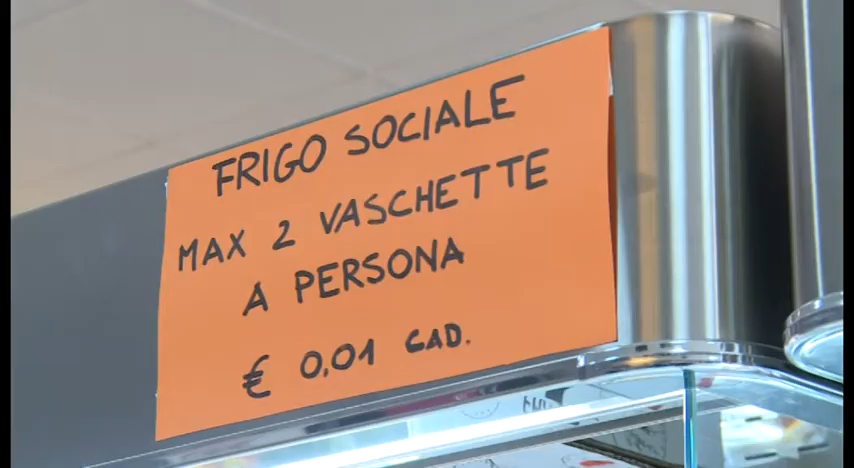 FRIGO SOCIALE
MAX 2 VASCHETTE
A PERSONA
€ 0,01 CAD.